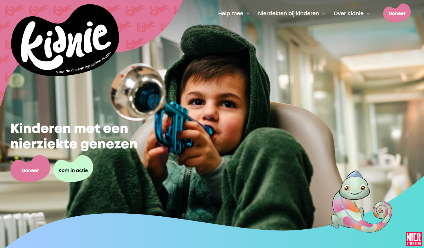 Help mee
Nierziekten bij kinderen
Over Kidnie
Doneer
Kidnie
Kinderen met een
nierziekte genezen
Doneer
Kom in actie